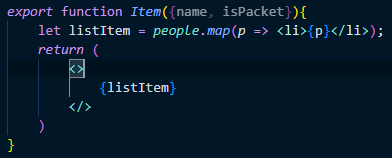 export function Item({name, isPacket}){
    let listItem = people.map(p => <li>{p}</li>);
    return (
        <>
            {listItem}
        </>
    )
}